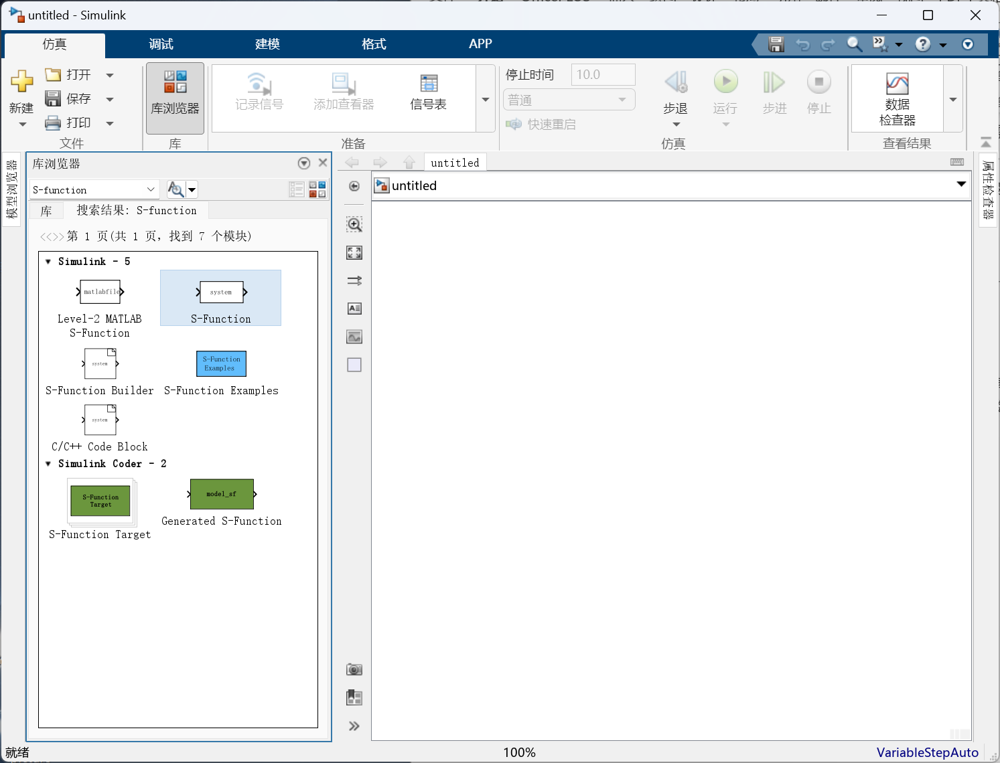 untitled - Simulink
仿真 调试 建模 格式 APP
新建
打开
保存
打印
文件
库浏览器
库
记录信号
添加查看器
信号表
准备
停止时间 10.0
普通
快速重启
步退
运行
步进
停止
仿真
数据
检查器
查看结果
模型浏览器
库浏览器
S-function
库 搜索结果: S-function
<<>>第 1 页(共 1 页, 找到 7 个模块)
Simulink - 5
matlabfile
system
Level-2 MATLAB
S-Function
S-Function
system
S-Function
Examples
S-Function Builder
S-Function Examples
system
C/C++ Code Block
Simulink Coder - 2
S-Function
Target
model_sf
S-Function Target
Generated S-Function
untitled
untitled
属性检查器
就绪
100%
VariableStepAuto